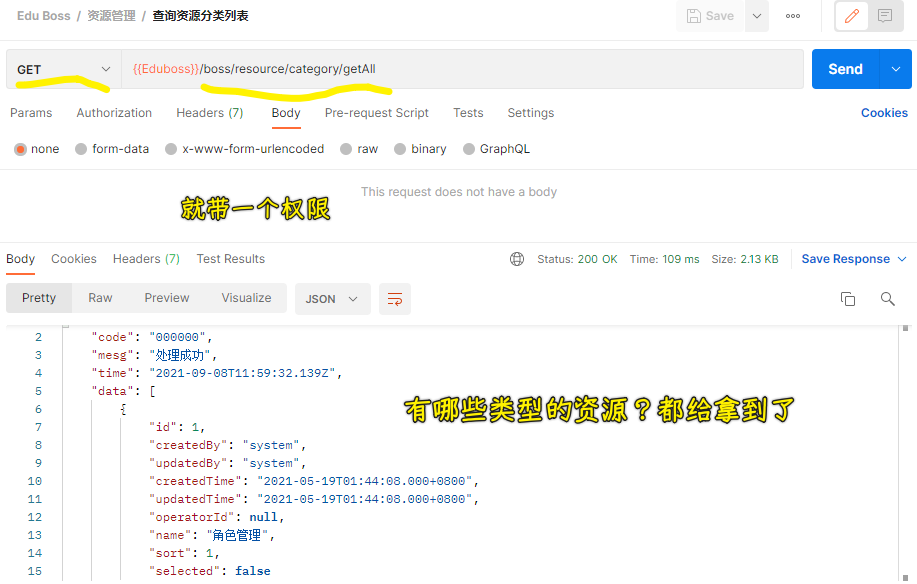 Edu Boss / 资源管理 / 查询资源分类列表
Save
GET {{Eduboss}}/boss/resource/category/getAll Send
Params Authorization Headers (7) Body Pre-request Script Tests Settings Cookies
none form-data x-www-form-urlencoded raw binary GraphQL
This request does not have a body
就带一个权限
Body Cookies Headers (7) Test Results Status: 200 OK Time: 109 ms Size: 2.13 KB Save Response
Pretty Raw Preview Visualize JSON
2 "code": "000000",
3 "mesg": "处理成功",
4 "time": "2021-09-08T11:59:32.139Z",
5 "data": [
有哪些类型的资源？都给拿到了
6 {
7 "id": 1,
8 "createdBy": "system",
9 "updatedBy": "system",
10 "createdTime": "2021-05-19T01:44:08.000+0800",
11 "updatedTime": "2021-05-19T01:44:08.000+0800",
12 "operatorId": null,
13 "name": "角色管理",
14 "sort": 1,
15 "selected": false